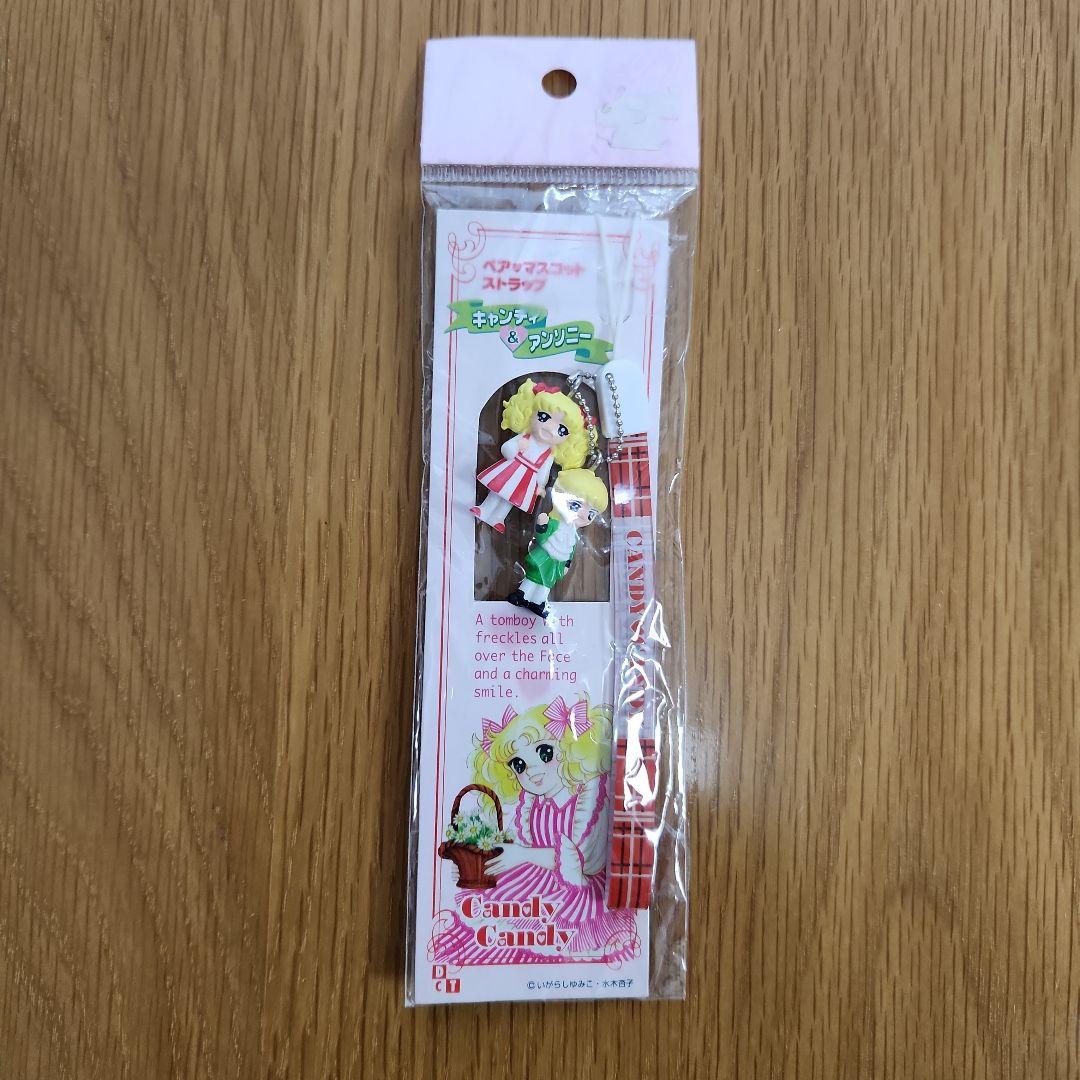 ペア♥マスコット
ストラップ
キャンディ
&
アンソニー
A tomboy with
freckles all
over the Face
and a charming
smile.
CANDY CANDY
Candy
Candy
D
C T
©いがらしゆみこ・水木杏子